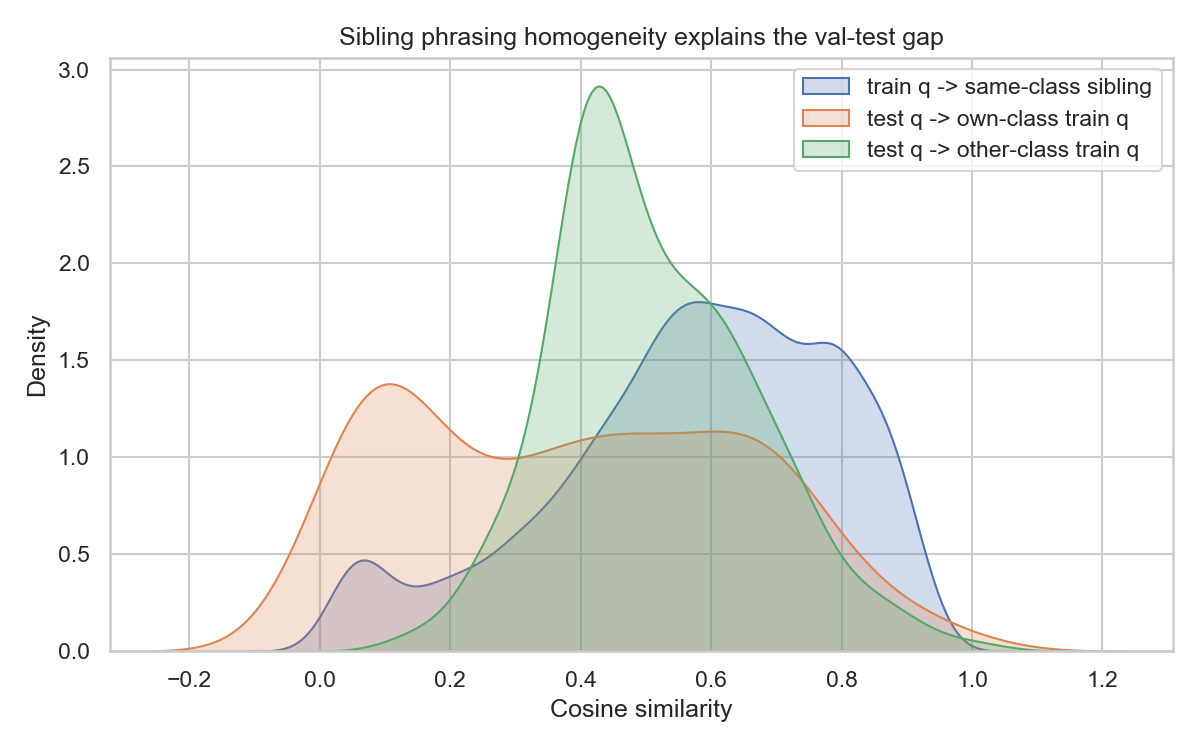 Sibling phrasing homogeneity explains the val-test gap
train q -> same-class sibling
test q -> own-class train q
test q -> other-class train q
3.0
2.5
2.0
1.5
1.0
0.5
0.0
Density
−0.2
0.0
0.2
0.4
0.6
0.8
1.0
1.2
Cosine similarity